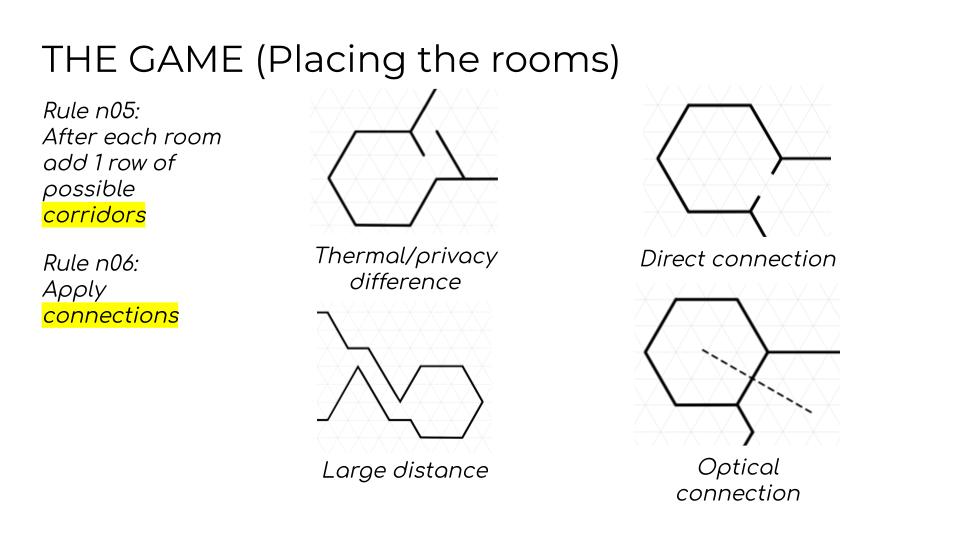 THE GAME (Placing the rooms)
Rule n05:
After each room
add 1 row of
possible
corridors
Rule n06:
Apply
connections
Thermal/privacy
difference
Direct connection
Large distance
Optical
connection